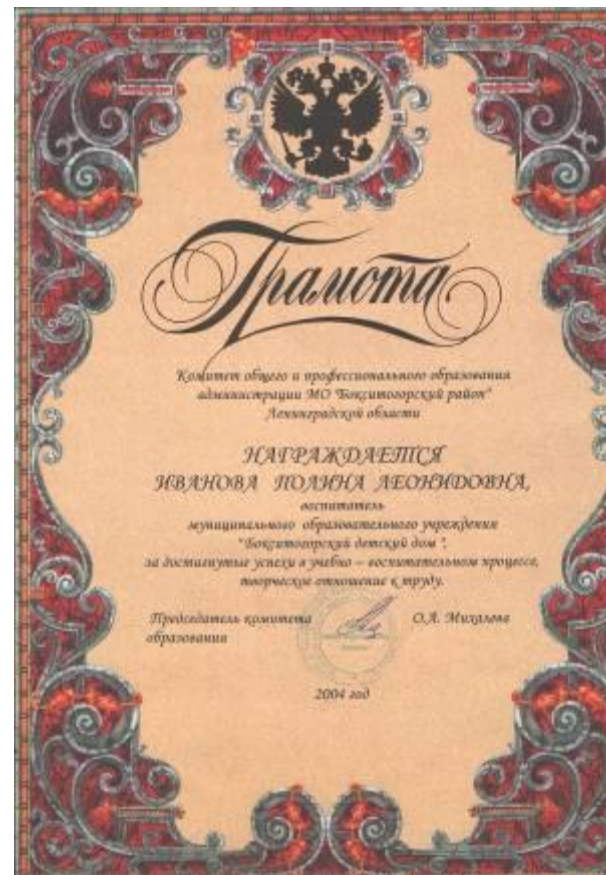 Грамота
Комитет общего и профессионального образования
администрации МО "Бокситогорский район"
Ленинградской области
НАГРАЖДАЕТСЯ
ИВАНОВА ПОЛИНА ЛЕОНИДОВНА,
воспитатель
муниципального образовательного учреждения
"Бокситогорский детский дом ",
за достигнутые успехи в учебно – воспитательном процессе,
творческое отношение к труду.
Председатель комитета О.А. Михалева
образования
2004 год